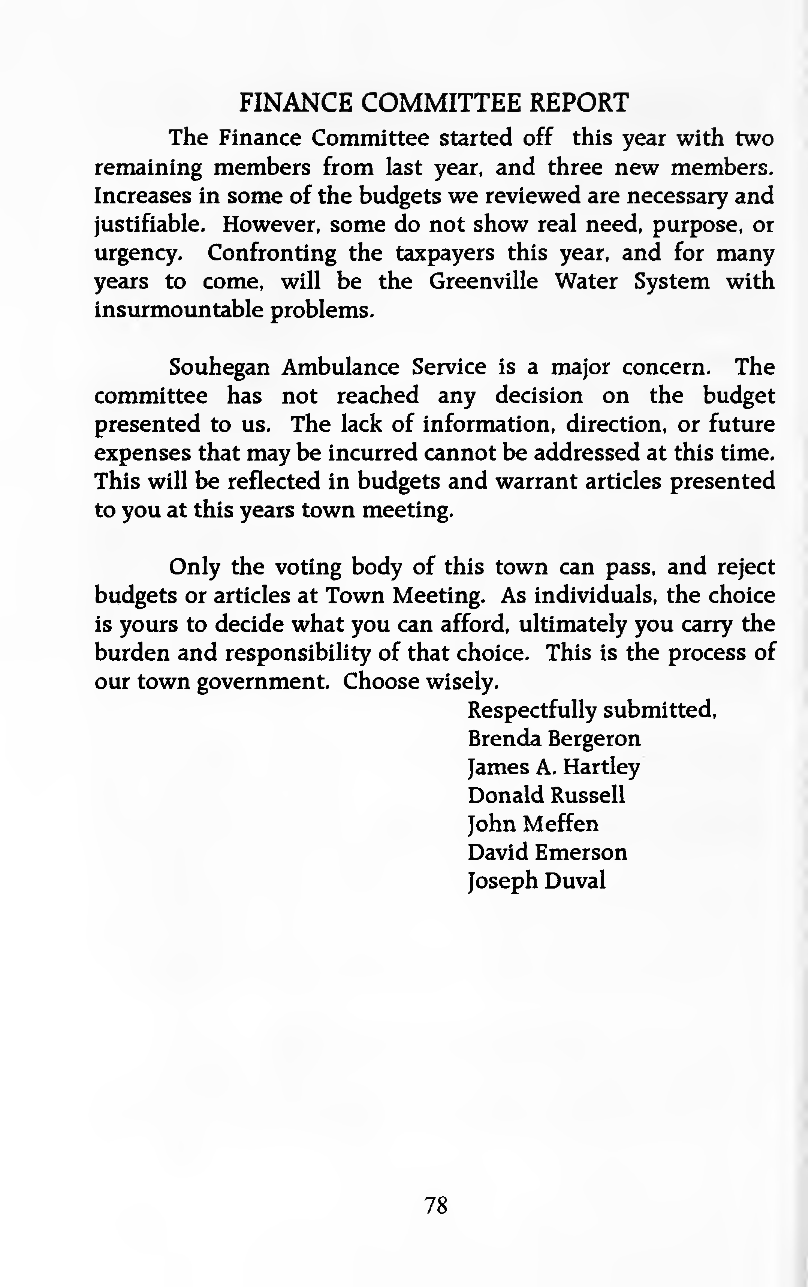 FINANCE COMMITTEE REPORT
The Finance Committee started off this year with two
remaining members from last year, and three new members.
Increases in some of the budgets we reviewed are necessary and
justifiable. However, some do not show real need, purpose, or
urgency. Confronting the taxpayers this year, and for many
years to come, will be the Greenville Water System with
insurmountable problems.
Souhegan Ambulance Service is a major concern. The
committee has not reached any decision on the budget
presented to us. The lack of information, direction, or future
expenses that may be incurred cannot be addressed at this time.
This will be reflected in budgets and warrant articles presented
to you at this years town meeting.
Only the voting body of this town can pass, and reject
budgets or articles at Town Meeting. As individuals, the choice
is yours to decide what you can afford, ultimately you carry the
burden and responsibility of that choice. This is the process of
our town government. Choose wisely.
Respectfully submitted,
Brenda Bergeron
James A. Hartley
Donald Russell
John Meffen
David Emerson
Joseph Duval
78